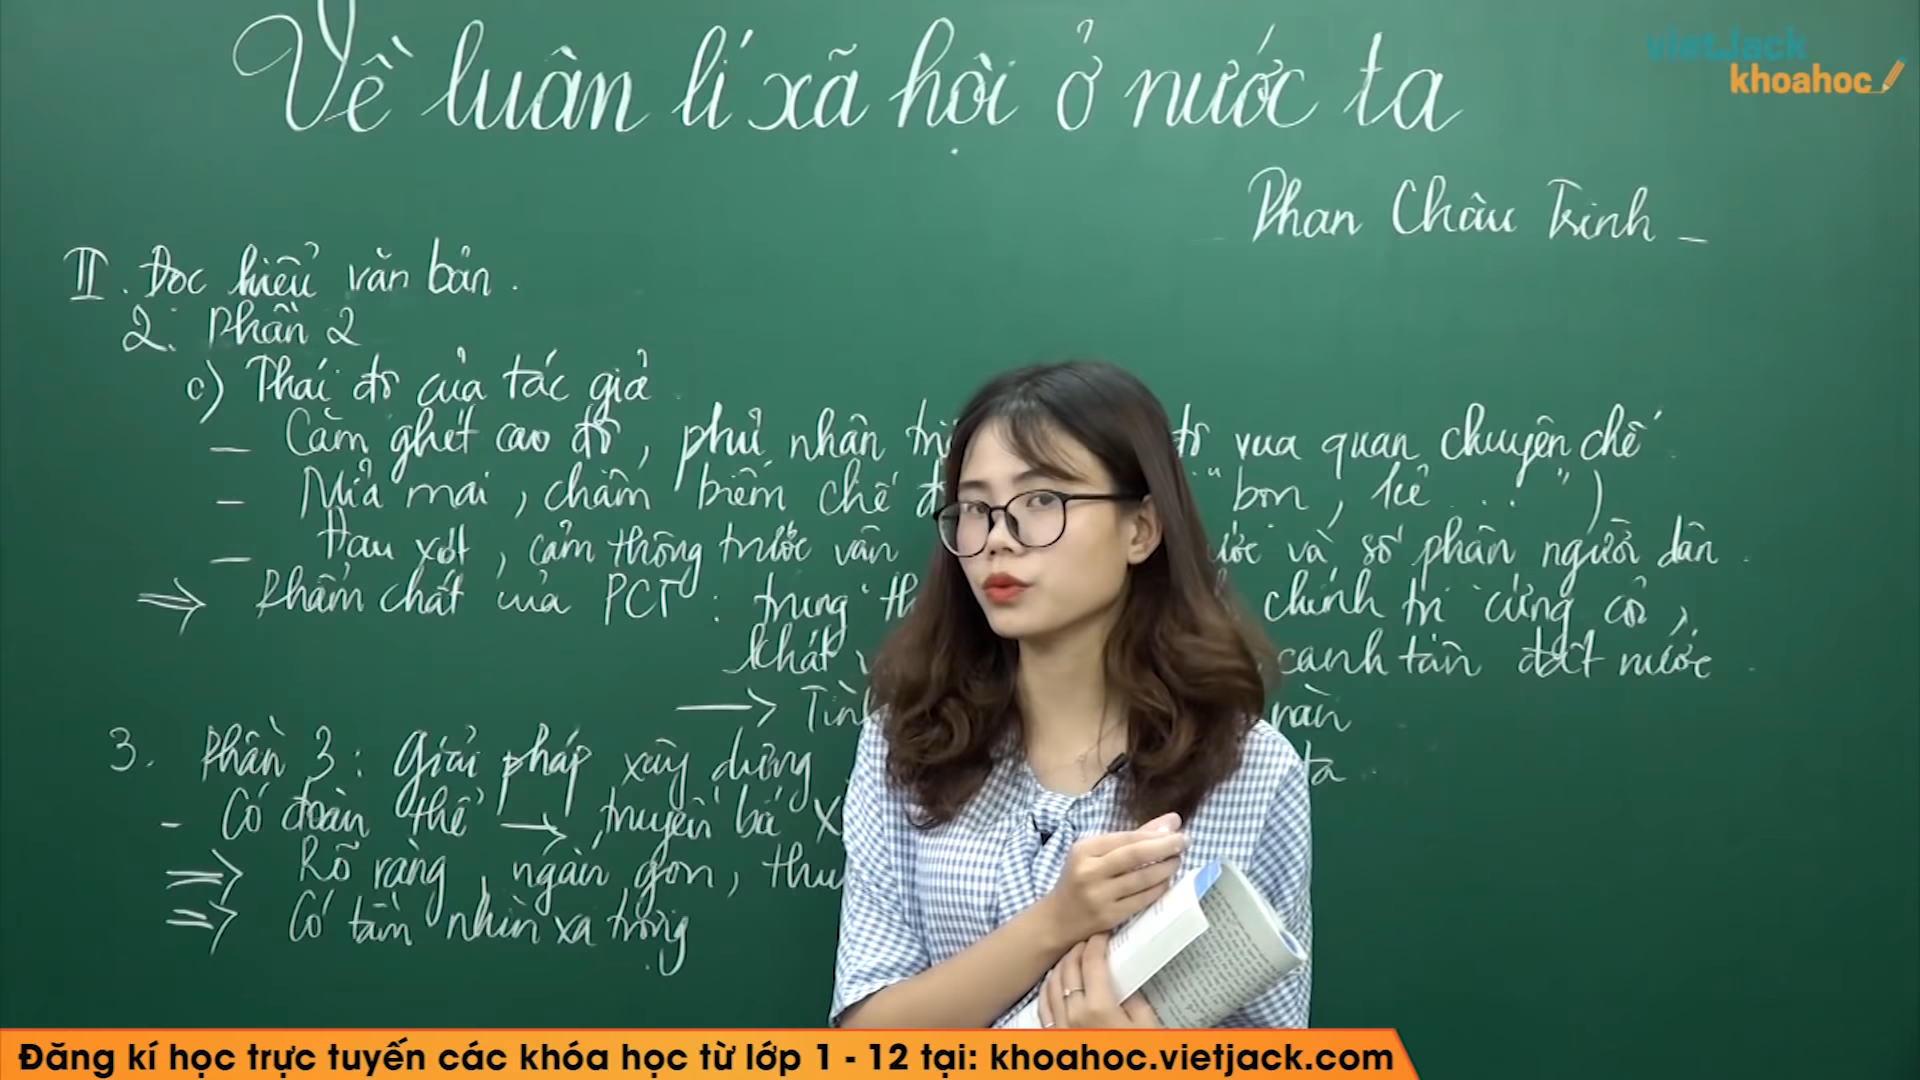 Về luân lí xã hội ở nước ta
vietJack
khoahoc
Phan Châu Trinh
II. Đọc hiểu văn bản.
2. Phần 2
c) Thái độ của tác giả
- Căm ghét cao độ, phủ nhận độ vua quan chuyên chế
- Mỉa mai, châm biếm chế "bọn, kẻ...")
- Đau xót, cảm thông trước vận nước và số phận người dân
=> Phẩm chất của PCT: trung chính trị cứng cỏi,
khát canh tân đất nước
3. Phần 3: Giải pháp xây dựng ta
- Có đoàn thể → truyền bá X
=> Rõ ràng, ngắn gọn,
=> Có tầm nhìn xa trông
Đăng kí học trực tuyến các khóa học từ lớp 1 - 12 tại: khoahoc.vietjack.com